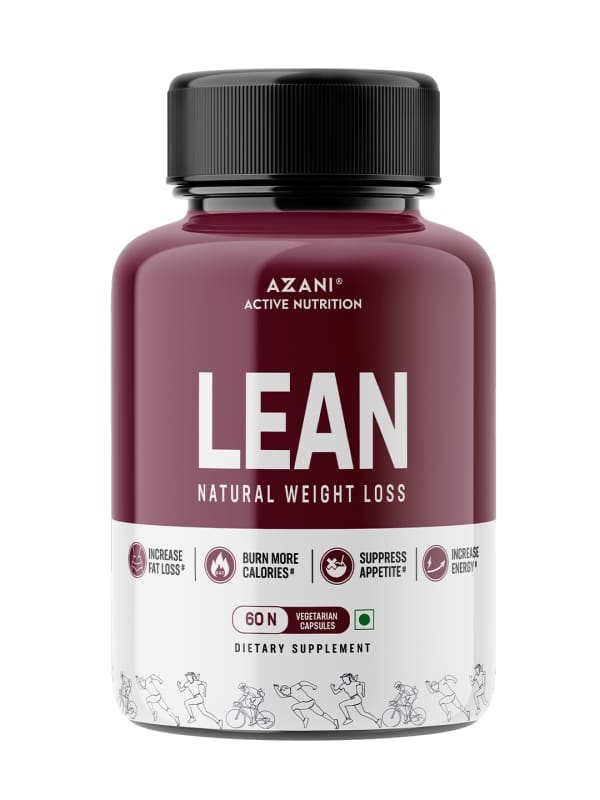 AZANI®
ACTIVE NUTRITION
LEAN
NATURAL WEIGHT LOSS
INCREASE
FAT LOSS#
BURN MORE
CALORIES#
SUPPRESS
APPETITE#
INCREASE
ENERGY#
60 N
VEGETARIAN
CAPSULES
DIETARY SUPPLEMENT